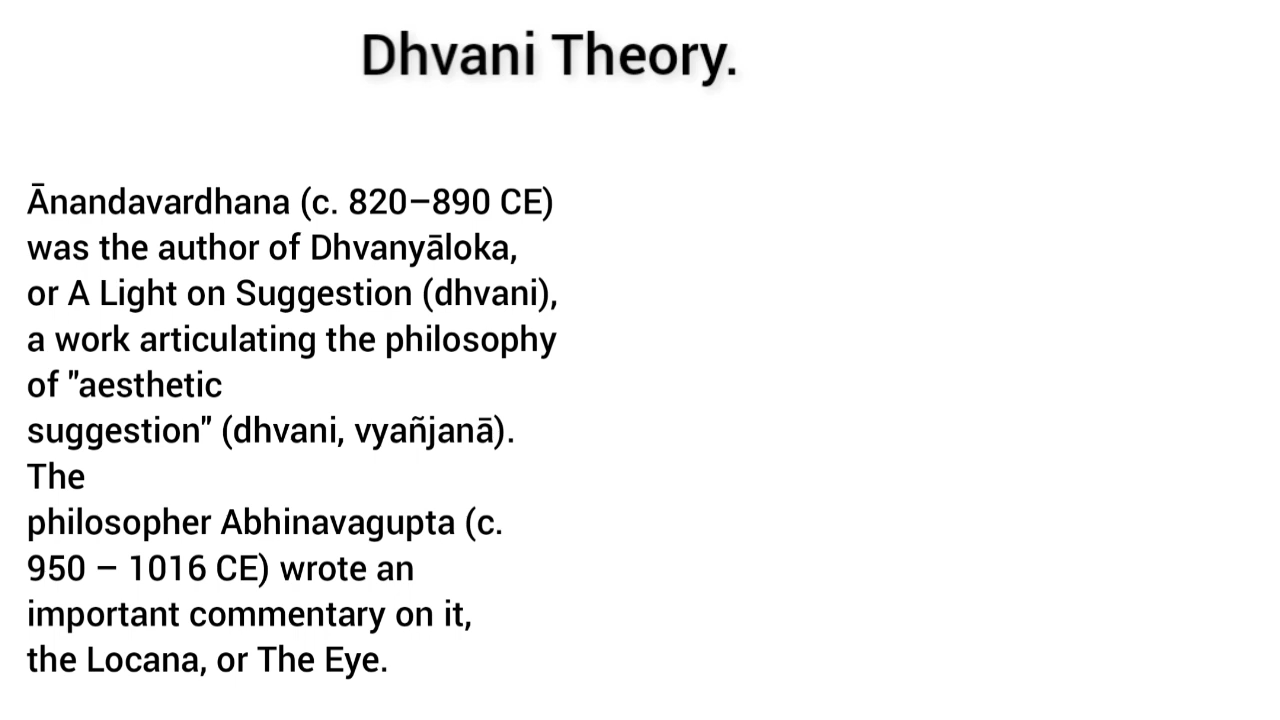 Dhvani Theory.
Ānandavardhana (c. 820–890 CE)
was the author of Dhvanyāloka,
or A Light on Suggestion (dhvani),
a work articulating the philosophy
of "aesthetic
suggestion" (dhvani, vyañjanā).
The
philosopher Abhinavagupta (c.
950 – 1016 CE) wrote an
important commentary on it,
the Locana, or The Eye.